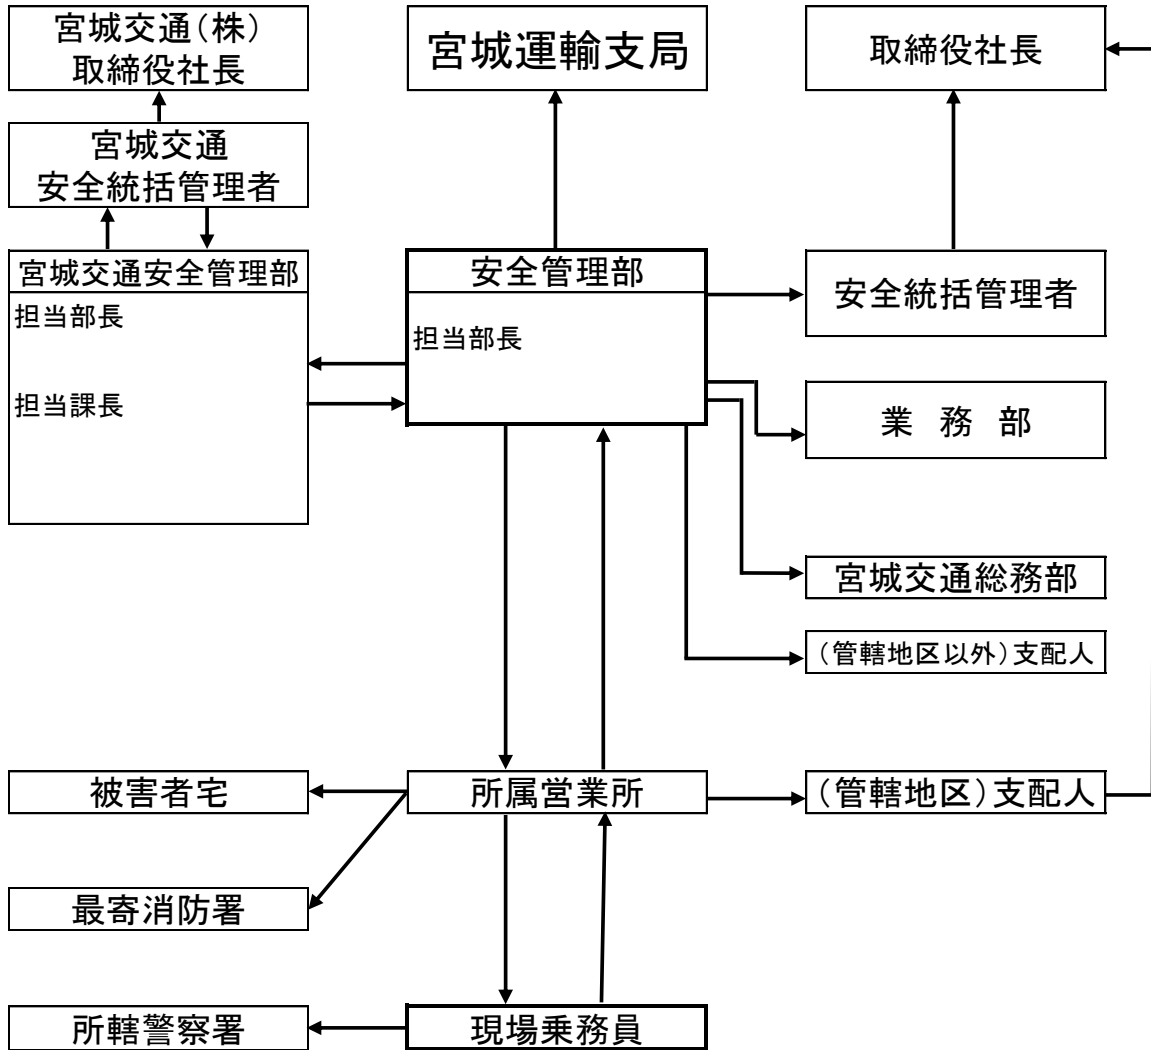 宮城交通（株）
取締役社長
宮城運輸支局
取締役社長
宮城交通
安全統括管理者
宮城交通安全管理部
担当部長
担当課長
安全管理部
担当部長
安全統括管理者
業 務 部
宮城交通総務部
（管轄地区以外）支配人
被害者宅
所属営業所
（管轄地区）支配人
最寄消防署
所轄警察署
現場乗務員